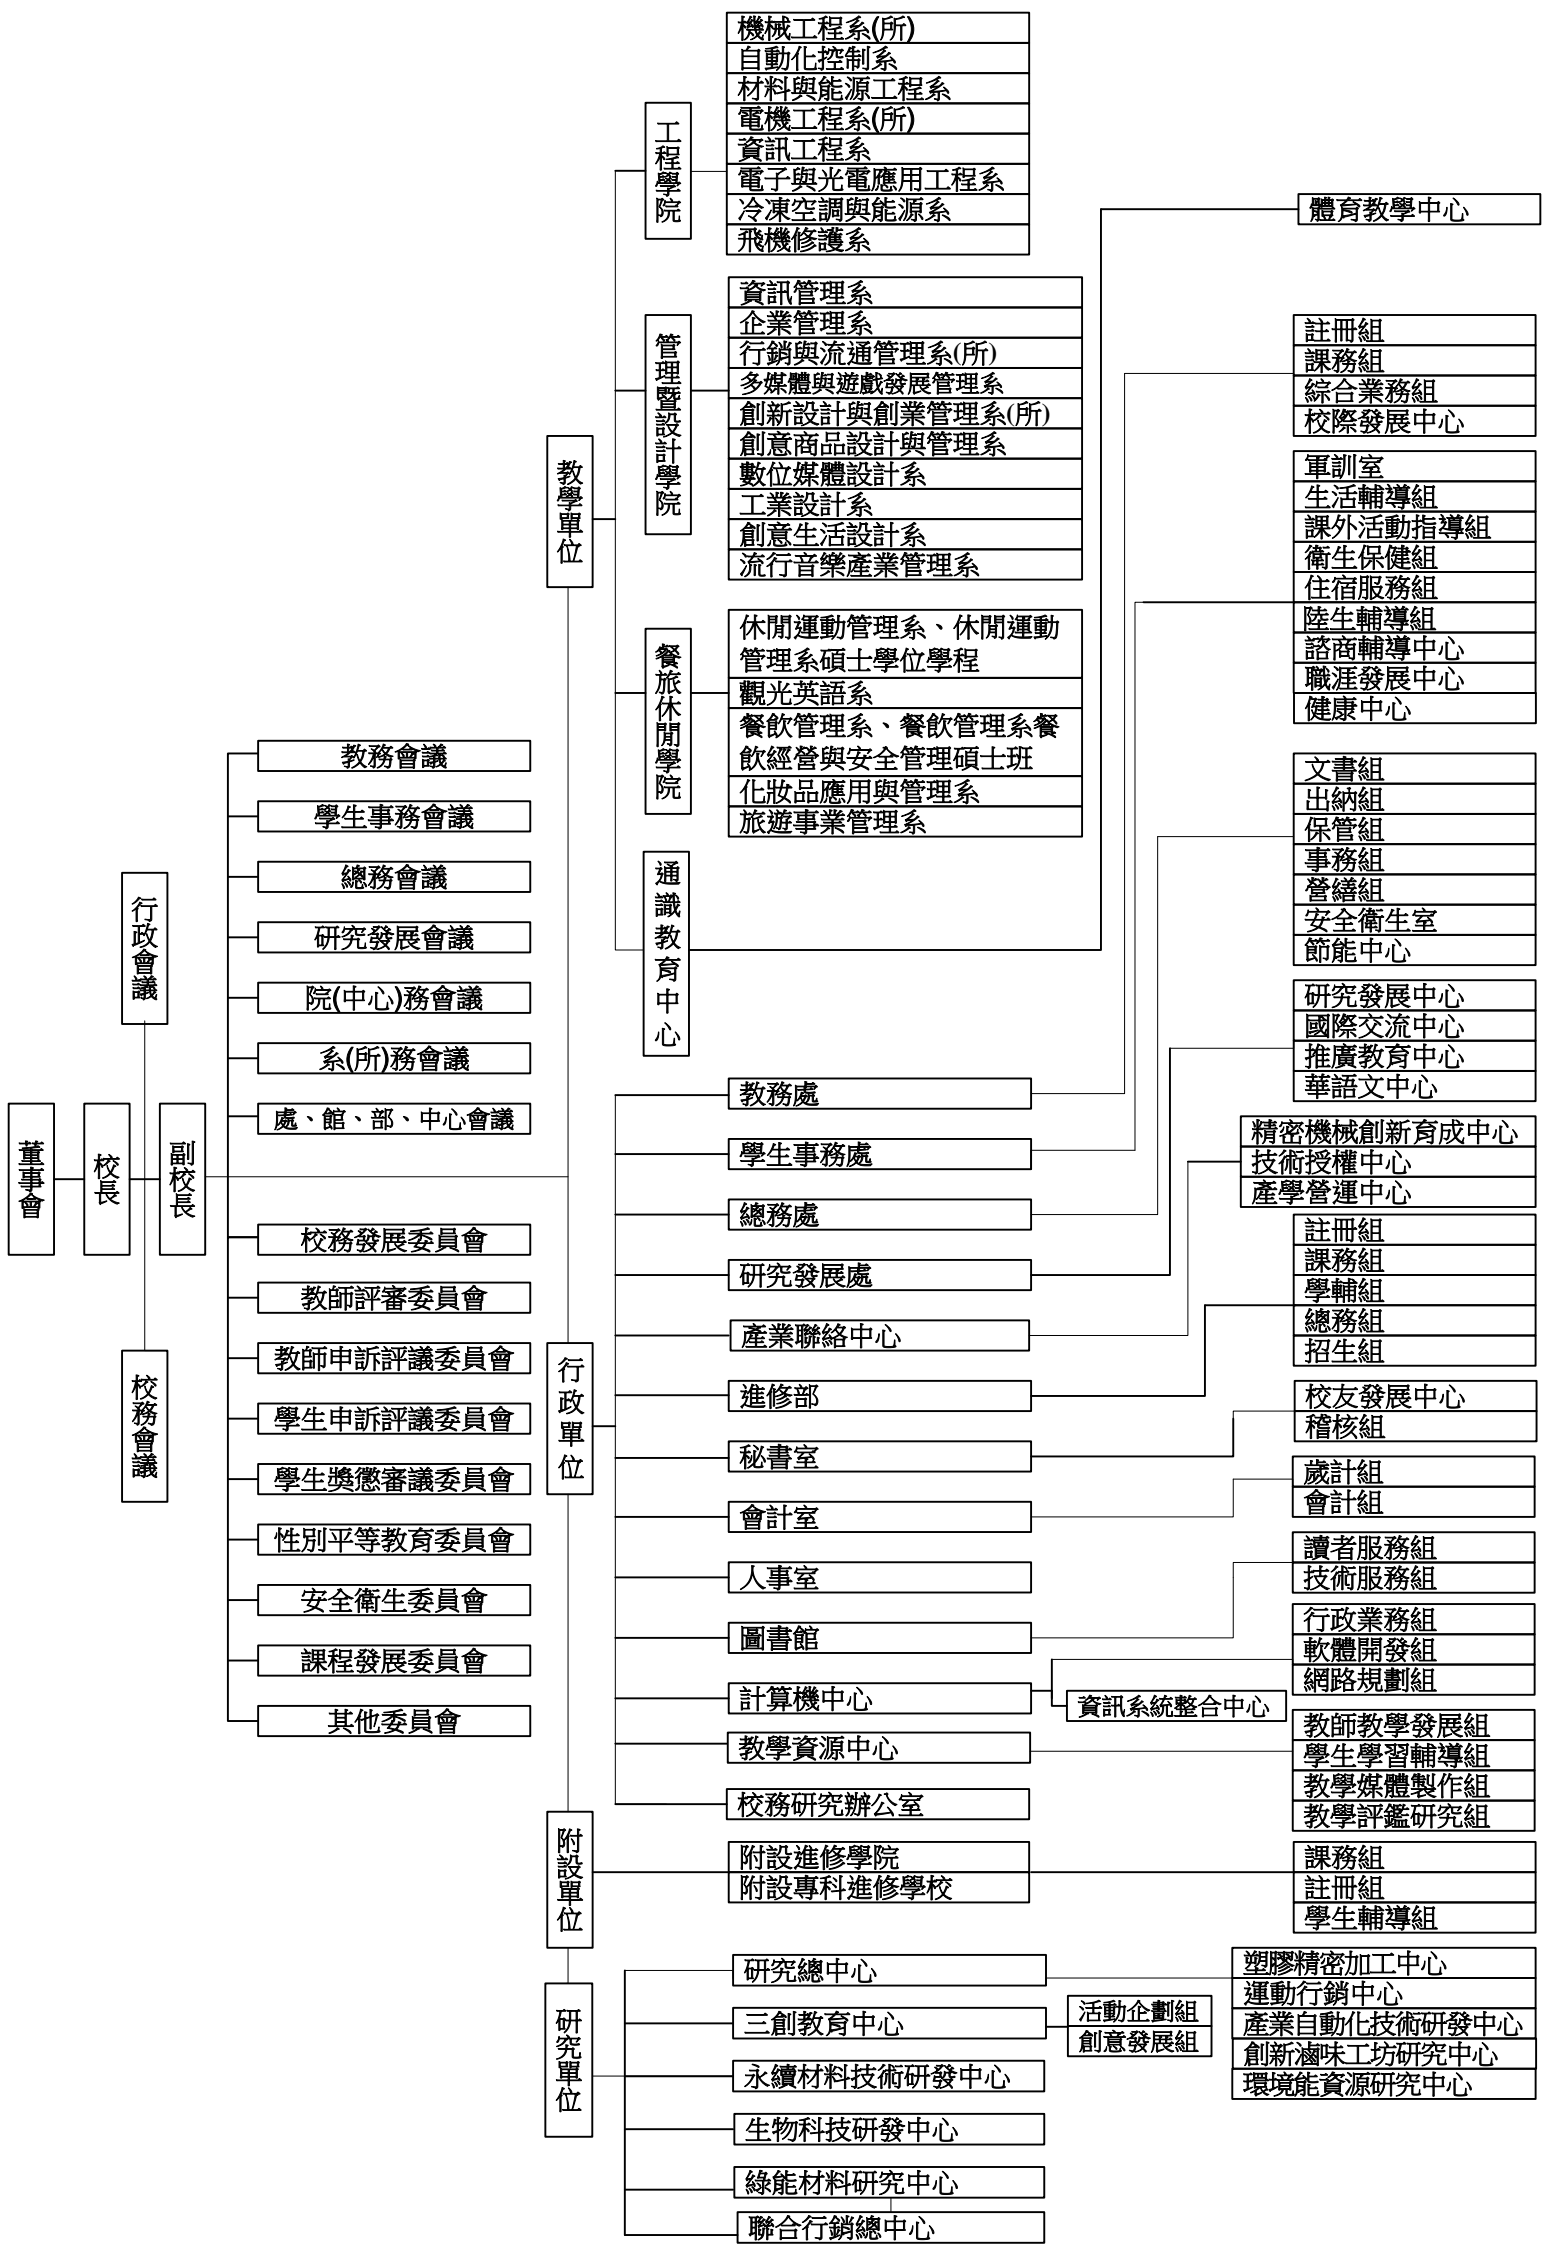 董事會
校長
行政會議
校務會議
副校長
教務會議
學生事務會議
總務會議
研究發展會議
院(中心)務會議
系(所)務會議
處、館、部、中心會議
校務發展委員會
教師評審委員會
教師申訴評議委員會
學生申訴評議委員會
學生獎懲審議委員會
性別平等教育委員會
安全衛生委員會
課程發展委員會
其他委員會
教學單位
工程學院
機械工程系(所)
自動化控制系
材料與能源工程系
電機工程系(所)
資訊工程系
電子與光電應用工程系
冷凍空調與能源系
飛機修護系
管理暨設計學院
資訊管理系
企業管理系
行銷與流通管理系(所)
多媒體與遊戲發展管理系
創新設計與創業管理系(所)
創意商品設計與管理系
數位媒體設計系
工業設計系
創意生活設計系
流行音樂產業管理系
餐旅休閒學院
休閒運動管理系、休閒運動
管理系碩士學位學程
觀光英語系
餐飲管理系、餐飲管理系餐
飲經營與安全管理碩士班
化妝品應用與管理系
旅遊事業管理系
通識教育中心
體育教學中心
行政單位
教務處
註冊組
課務組
綜合業務組
校際發展中心
學生事務處
軍訓室
生活輔導組
課外活動指導組
衛生保健組
住宿服務組
陸生輔導組
諮商輔導中心
職涯發展中心
健康中心
總務處
文書組
出納組
保管組
事務組
營繕組
安全衛生室
節能中心
研究發展處
研究發展中心
國際交流中心
推廣教育中心
華語文中心
產業聯絡中心
精密機械創新育成中心
技術授權中心
產學營運中心
進修部
註冊組
課務組
學輔組
總務組
招生組
秘書室
校友發展中心
稽核組
會計室
歲計組
會計組
人事室
圖書館
讀者服務組
技術服務組
計算機中心
行政業務組
軟體開發組
網路規劃組
資訊系統整合中心
教學資源中心
教師教學發展組
學生學習輔導組
教學媒體製作組
教學評鑑研究組
校務研究辦公室
附設單位
附設進修學院
附設專科進修學校
課務組
註冊組
學生輔導組
研究單位
研究總中心
塑膠精密加工中心
運動行銷中心
產業自動化技術研發中心
創新滷味工坊研究中心
環境能資源研究中心
三創教育中心
活動企劃組
創意發展組
永續材料技術研發中心
生物科技研發中心
綠能材料研究中心
聯合行銷總中心